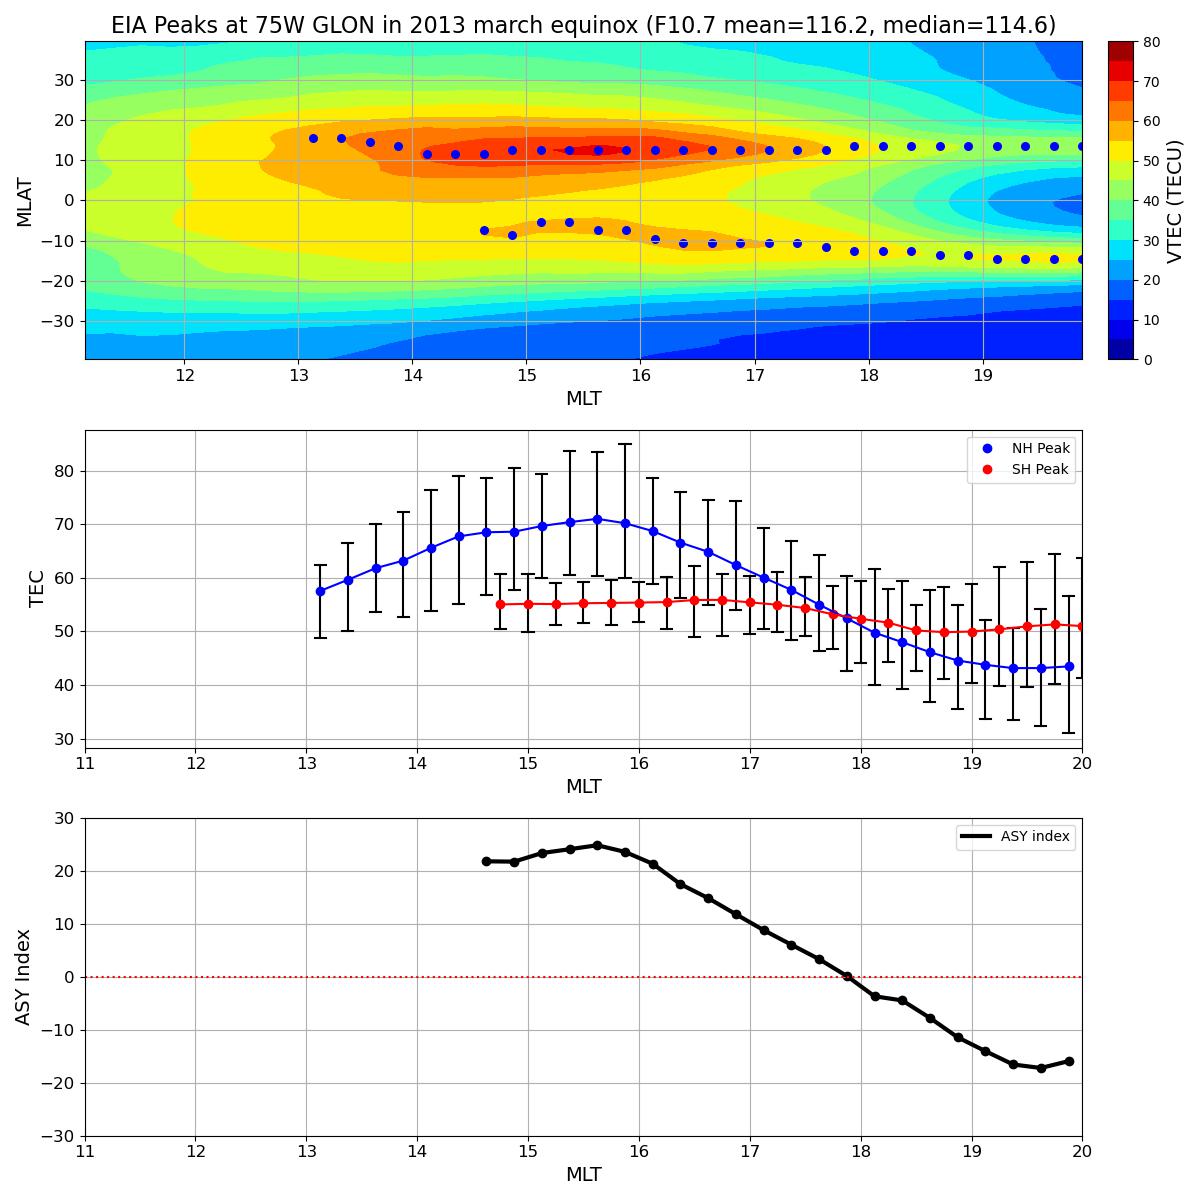 EIA Peaks at 75W GLON in 2013 march equinox (F10.7 mean=116.2, median=114.6)
MLAT
30
20
10
0
−10
−20
−30
12 13 14 15 16 17 18 19
MLT
80
70
60
50
40
30
20
10
0
VTEC (TECU)
TEC
80
70
60
50
40
30
NH Peak
SH Peak
11 12 13 14 15 16 17 18 19 20
MLT
ASY Index
30
20
10
0
−10
−20
−30
ASY index
11 12 13 14 15 16 17 18 19 20
MLT